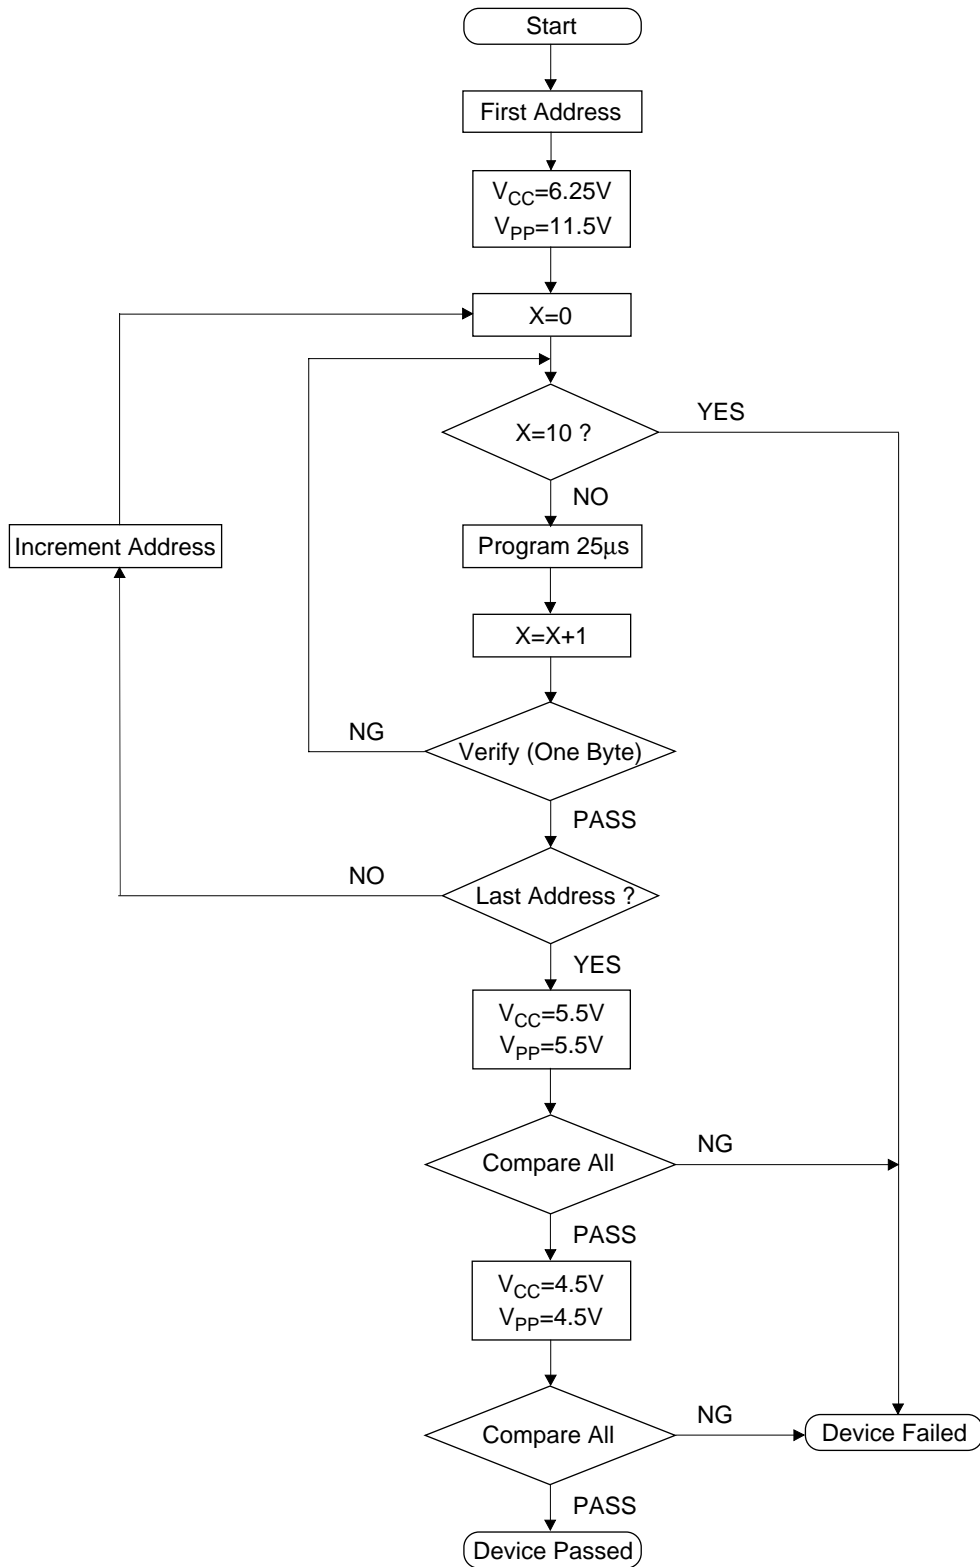 Start
First Address
VCC=6.25V
VPP=11.5V
X=0
X=10 ?
YES
NO
Increment Address
Program 25μs
X=X+1
NG
Verify (One Byte)
PASS
NO
Last Address ?
YES
VCC=5.5V
VPP=5.5V
Compare All
NG
PASS
VCC=4.5V
VPP=4.5V
Compare All
NG
Device Failed
PASS
Device Passed